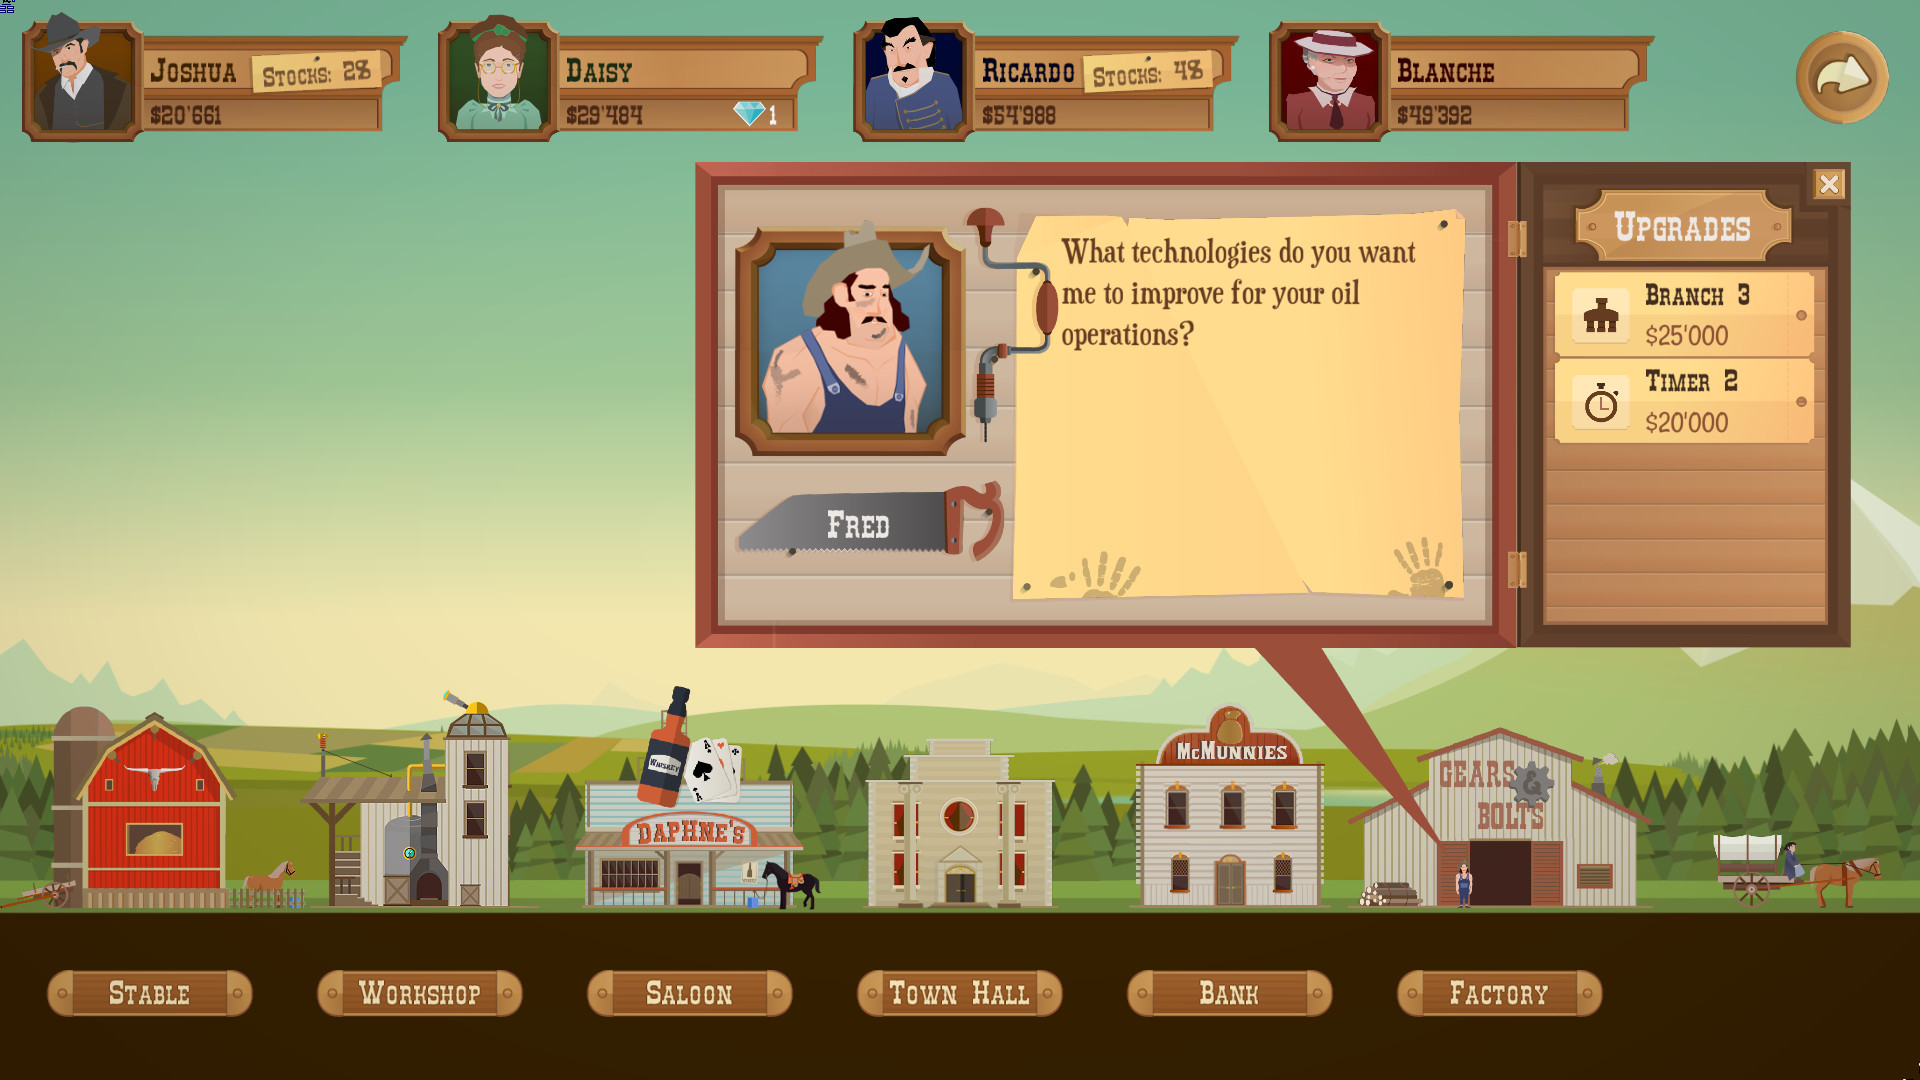 JOSHUA
STOCKS: 28
$20'661
DAISY
$29'484
1
RICARDO
STOCKS: 48
$54'988
BLANCHE
$49'392
What technologies do you want
me to improve for your oil
operations?
FRED
UPGRADES
BRANCH 3
$25'000
TIMER 2
$20'000
WHISKEY
A
A
DAPHNE'S
MCMUNNIES
GEARS &
BOLTS
STABLE
WORKSHOP
SALOON
TOWN HALL
BANK
FACTORY